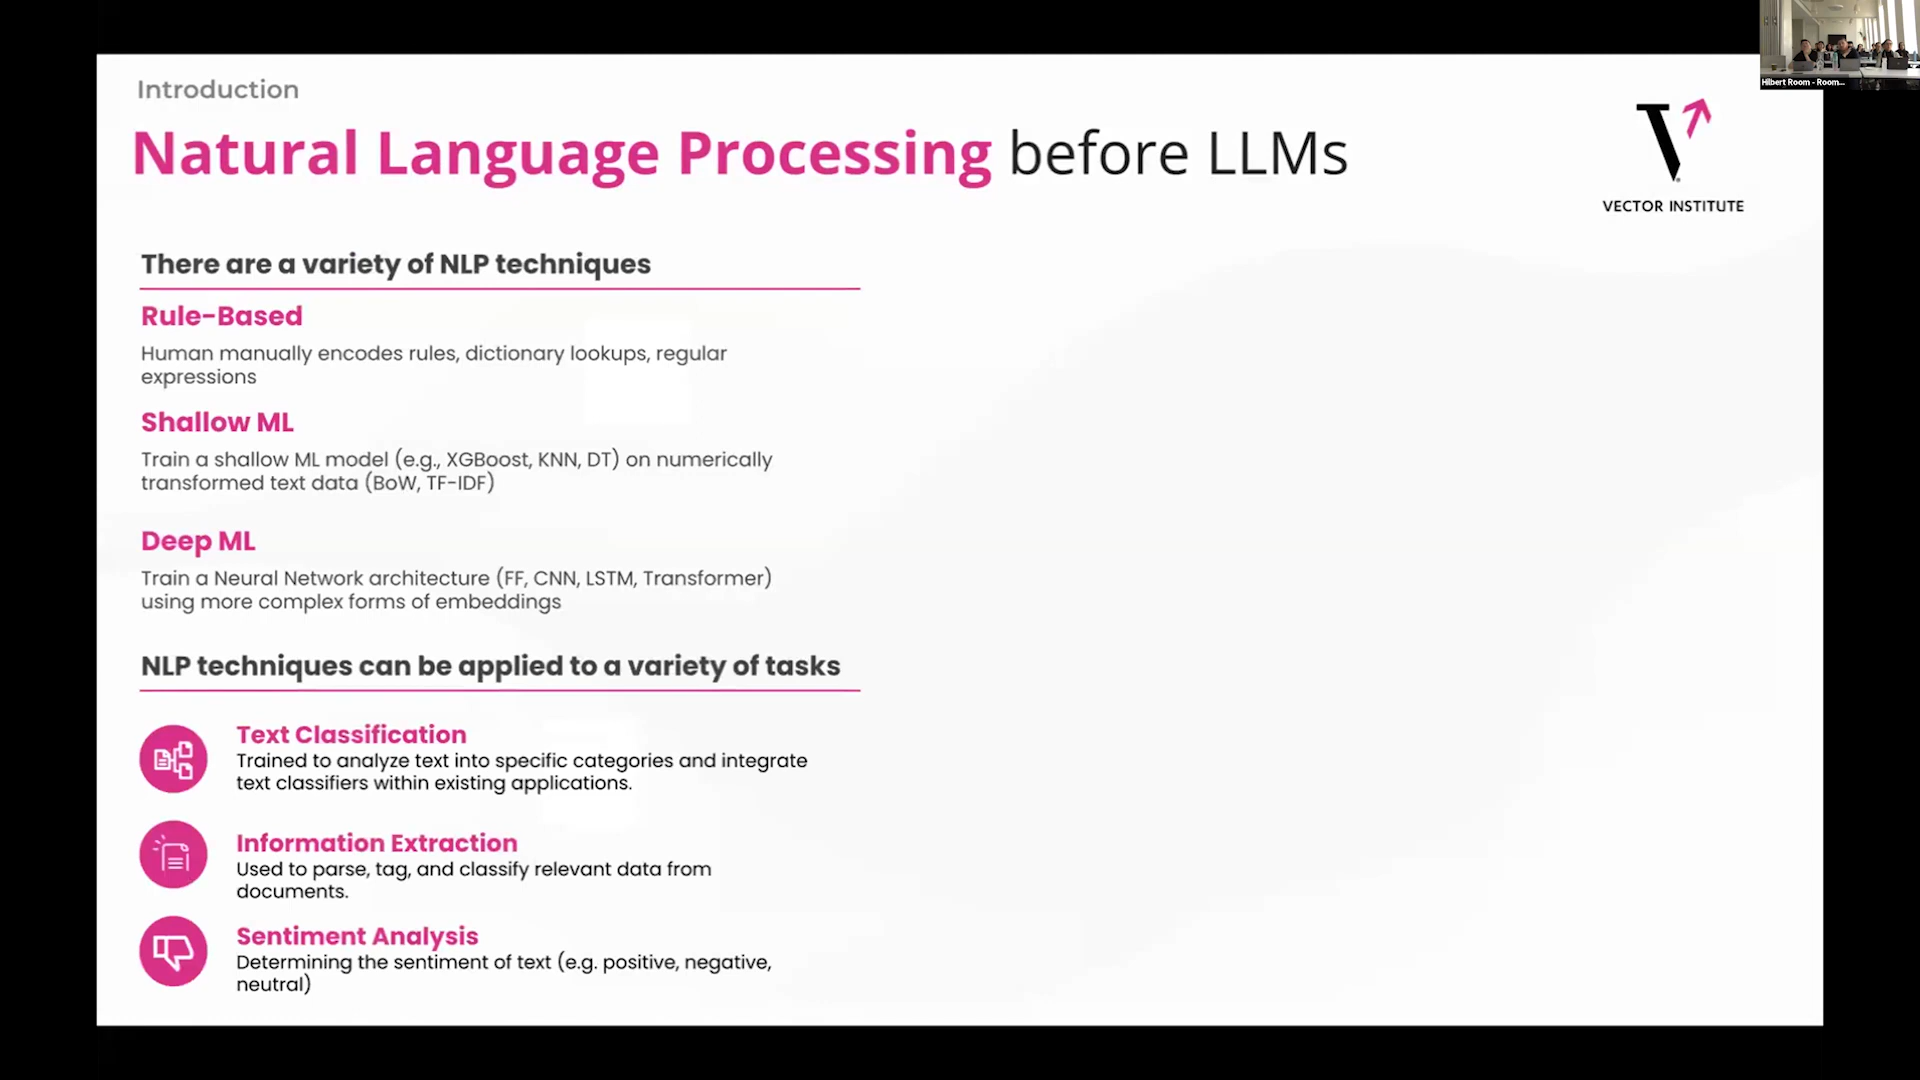 Introduction
Natural Language Processing before LLMs
VECTOR INSTITUTE
Hilbert Room - Room...
There are a variety of NLP techniques
Rule-Based
Human manually encodes rules, dictionary lookups, regular
expressions
Shallow ML
Train a shallow ML model (e.g., XGBoost, KNN, DT) on numerically
transformed text data (BoW, TF-IDF)
Deep ML
Train a Neural Network architecture (FF, CNN, LSTM, Transformer)
using more complex forms of embeddings
NLP techniques can be applied to a variety of tasks
Text Classification
Trained to analyze text into specific categories and integrate
text classifiers within existing applications.
Information Extraction
Used to parse, tag, and classify relevant data from
documents.
Sentiment Analysis
Determining the sentiment of text (e.g. positive, negative,
neutral)